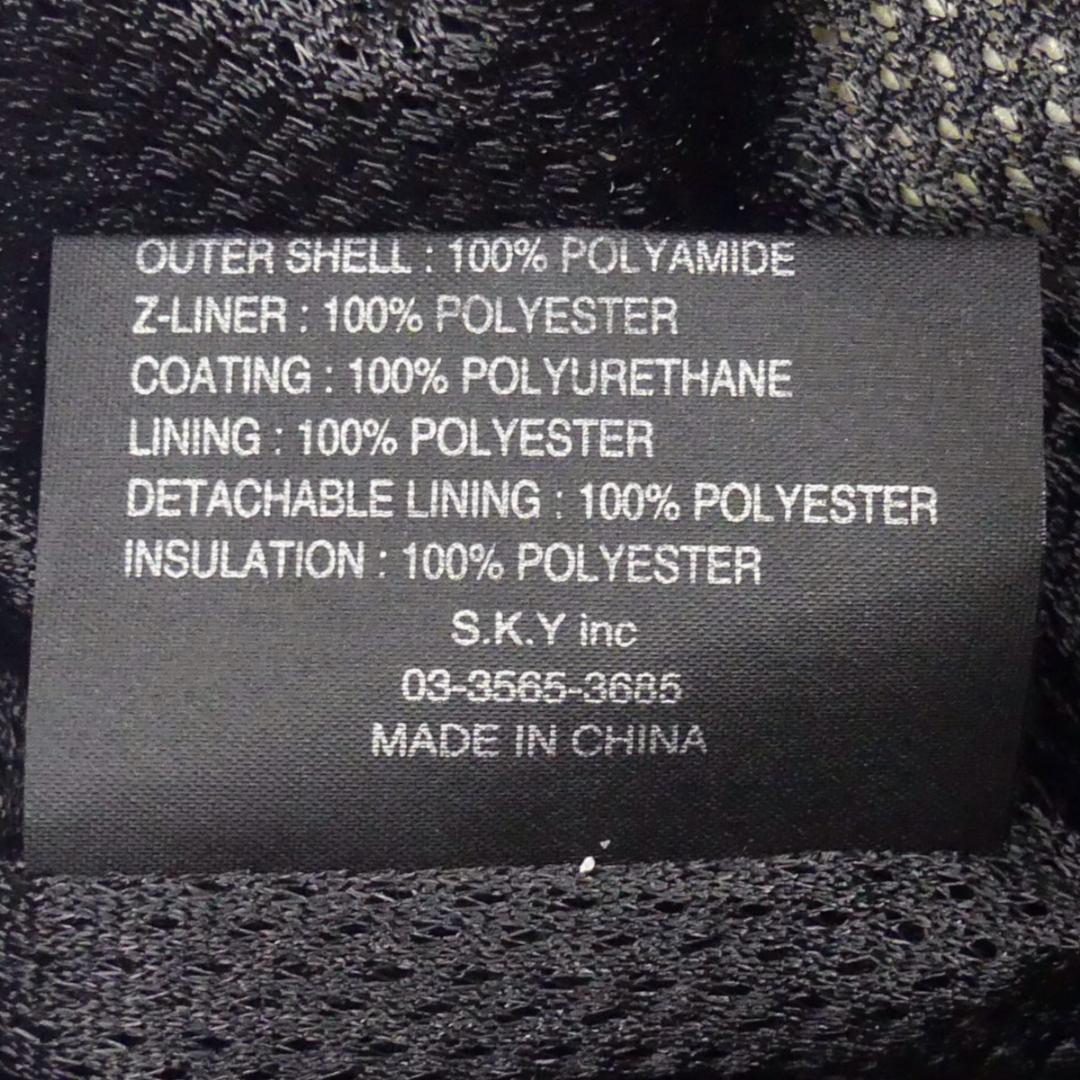 OUTER SHELL : 100% POLYAMIDE
Z-LINER : 100% POLYESTER
COATING : 100% POLYURETHANE
LINING : 100% POLYESTER
DETACHABLE LINING : 100% POLYESTER
INSULATION : 100% POLYESTER
S.K.Y inc
03-3565-3685
MADE IN CHINA